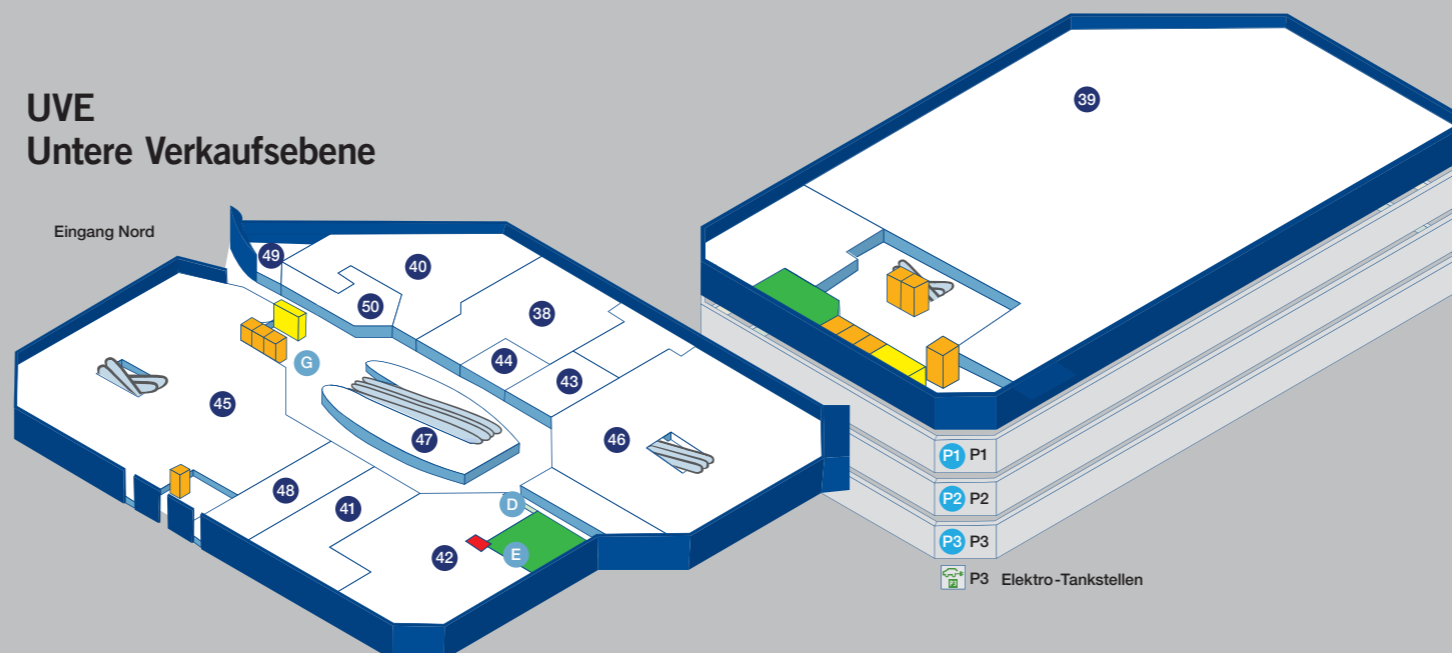 UVE
Untere Verkaufsebene
Eingang Nord
39
49
40
50
38
44
43
G
45
47
46
48
41
D
42
E
P1 P1
P2 P2
P3 P3
P3 Elektro-Tankstellen